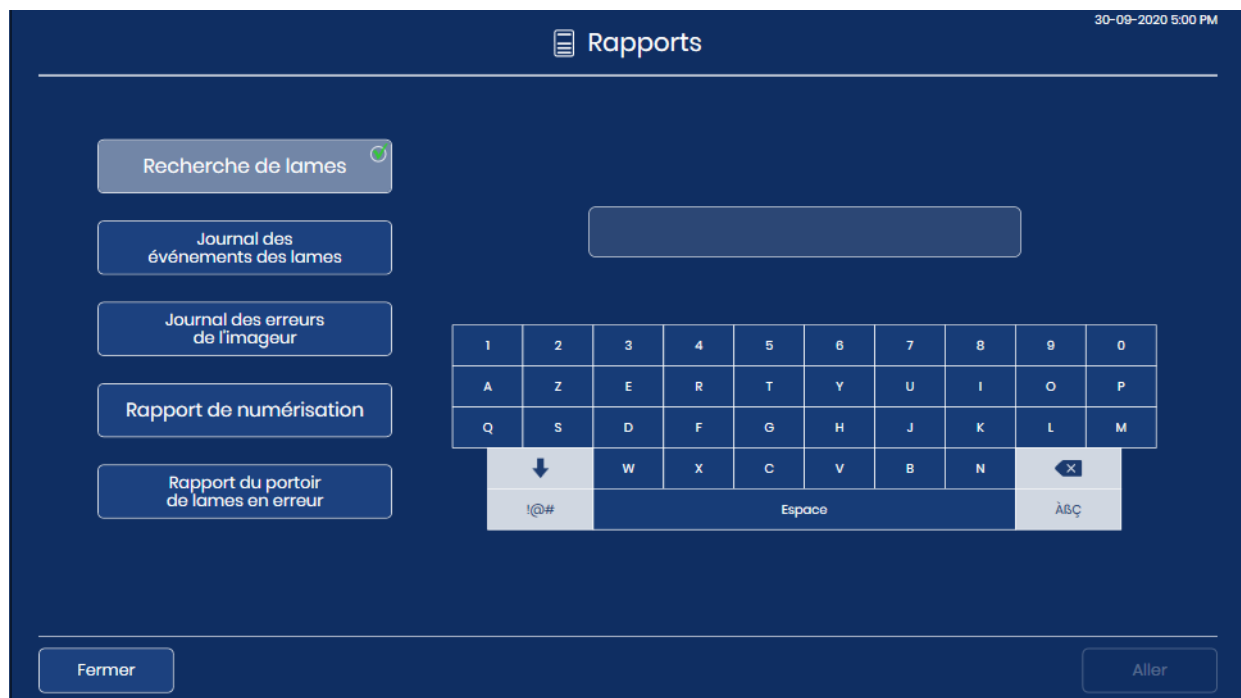 30-09-2020 5:00 PM
Rapports
Recherche de lames
Journal des
événements des lames
Journal des erreurs
de l'imageur
Rapport de numérisation
Rapport du portoir
de lames en erreur
1 2 3 4 5 6 7 8 9 0
A Z E R T Y U I O P
Q S D F G H J K L M
W X C V B N
!@# Espace ÀßÇ
Fermer Aller